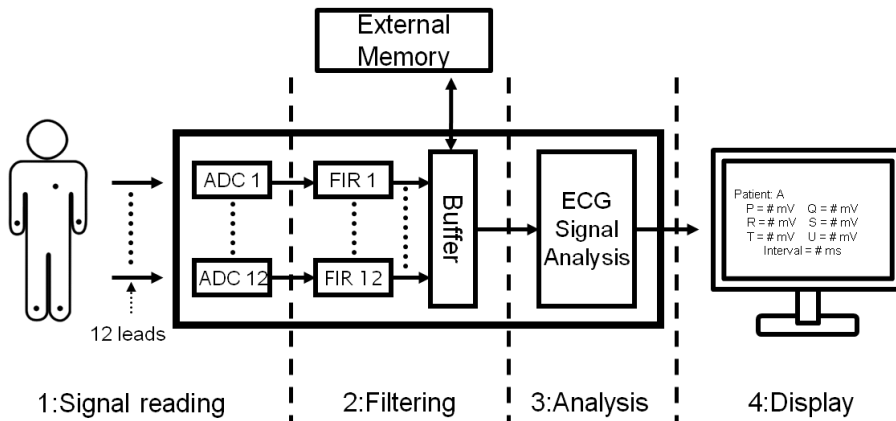 External
Memory
ADC 1
FIR 1
ADC 12
FIR 12
Buffer
ECG
Signal
Analysis
Patient: A
P = # mV Q = # mV
R = # mV S = # mV
T = # mV U = # mV
Interval = # ms
12 leads
1:Signal reading
2:Filtering
3:Analysis
4:Display